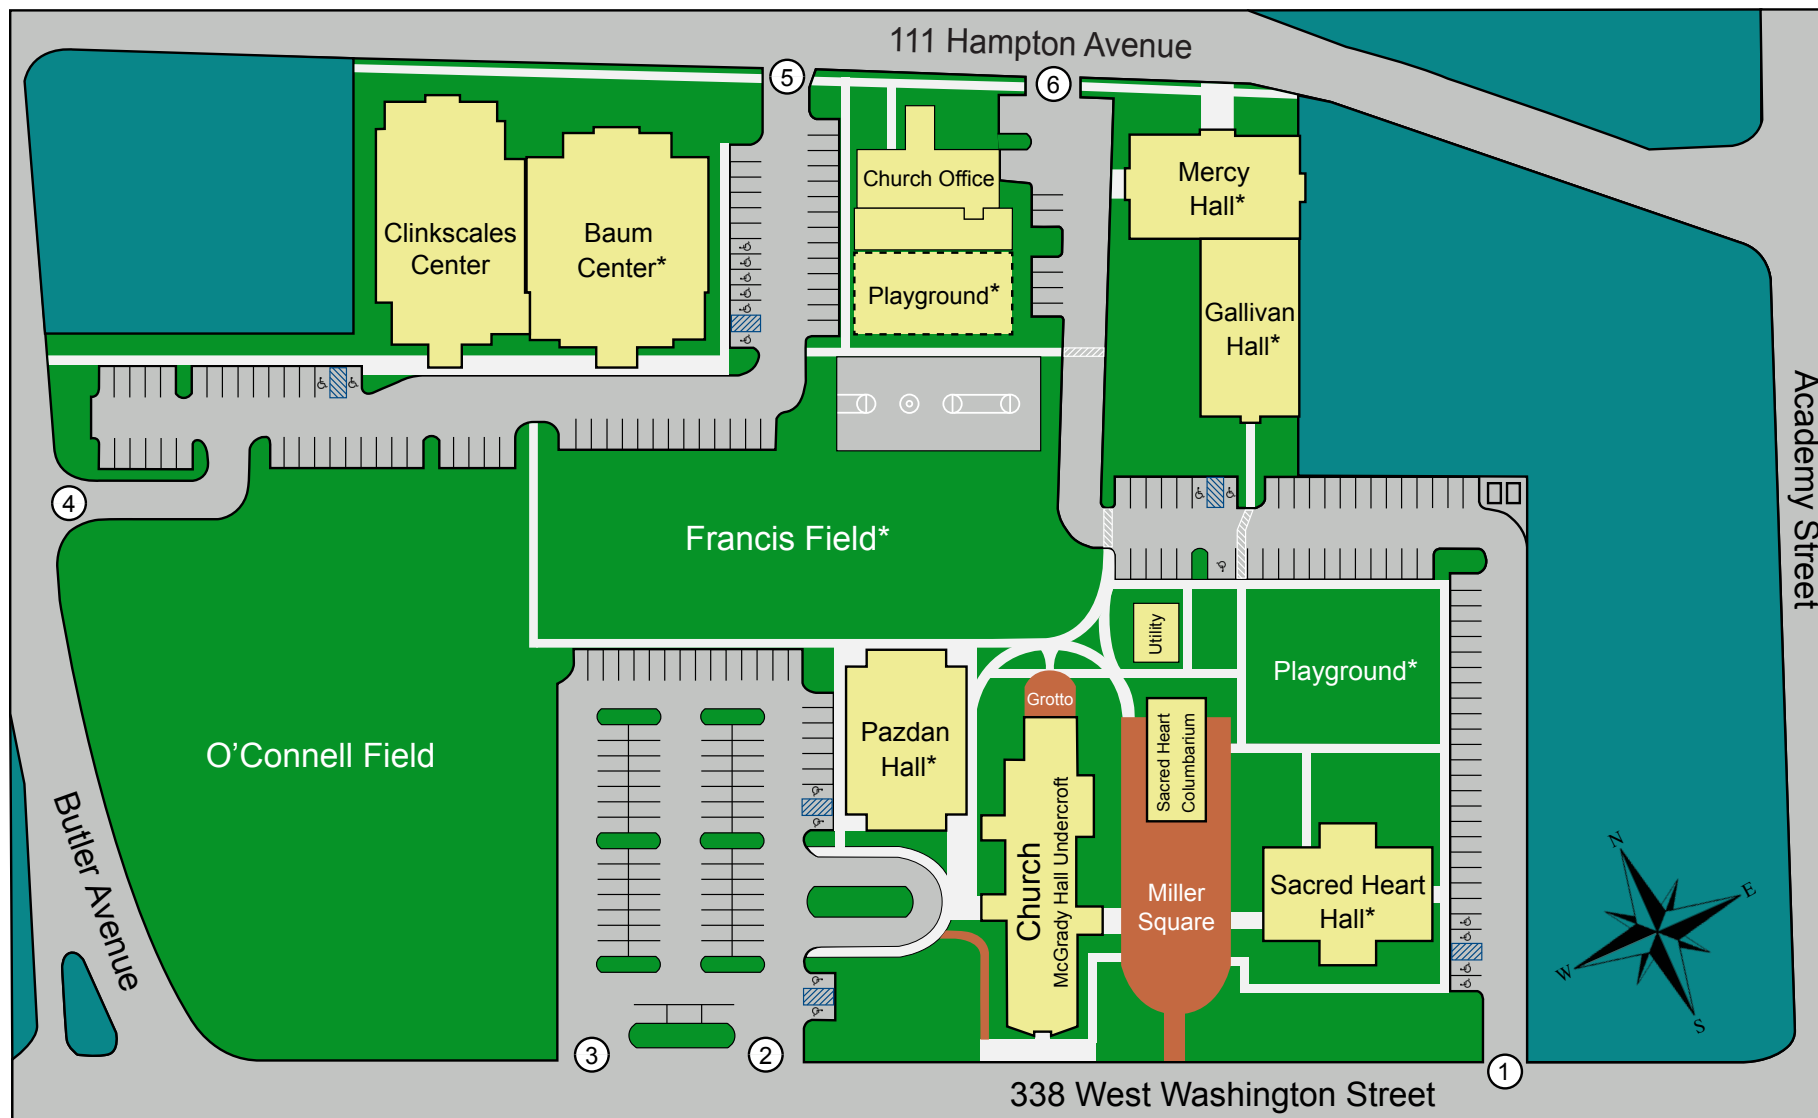 111 Hampton Avenue
5
6
Church Office
Mercy
Hall*
Clinkscales
Center
Baum
Center*
Playground*
Gallivan
Hall*
Academy Street
4
Francis Field*
Utility
Playground*
Grotto
Pazdan
Hall*
Sacred Heart
Columbarium
O’Connell Field
Church
McGrady Hall Undercroft
Miller
Square
Sacred Heart
Hall*
Butler Avenue
N
E
W
S
3
2
1
338 West Washington Street